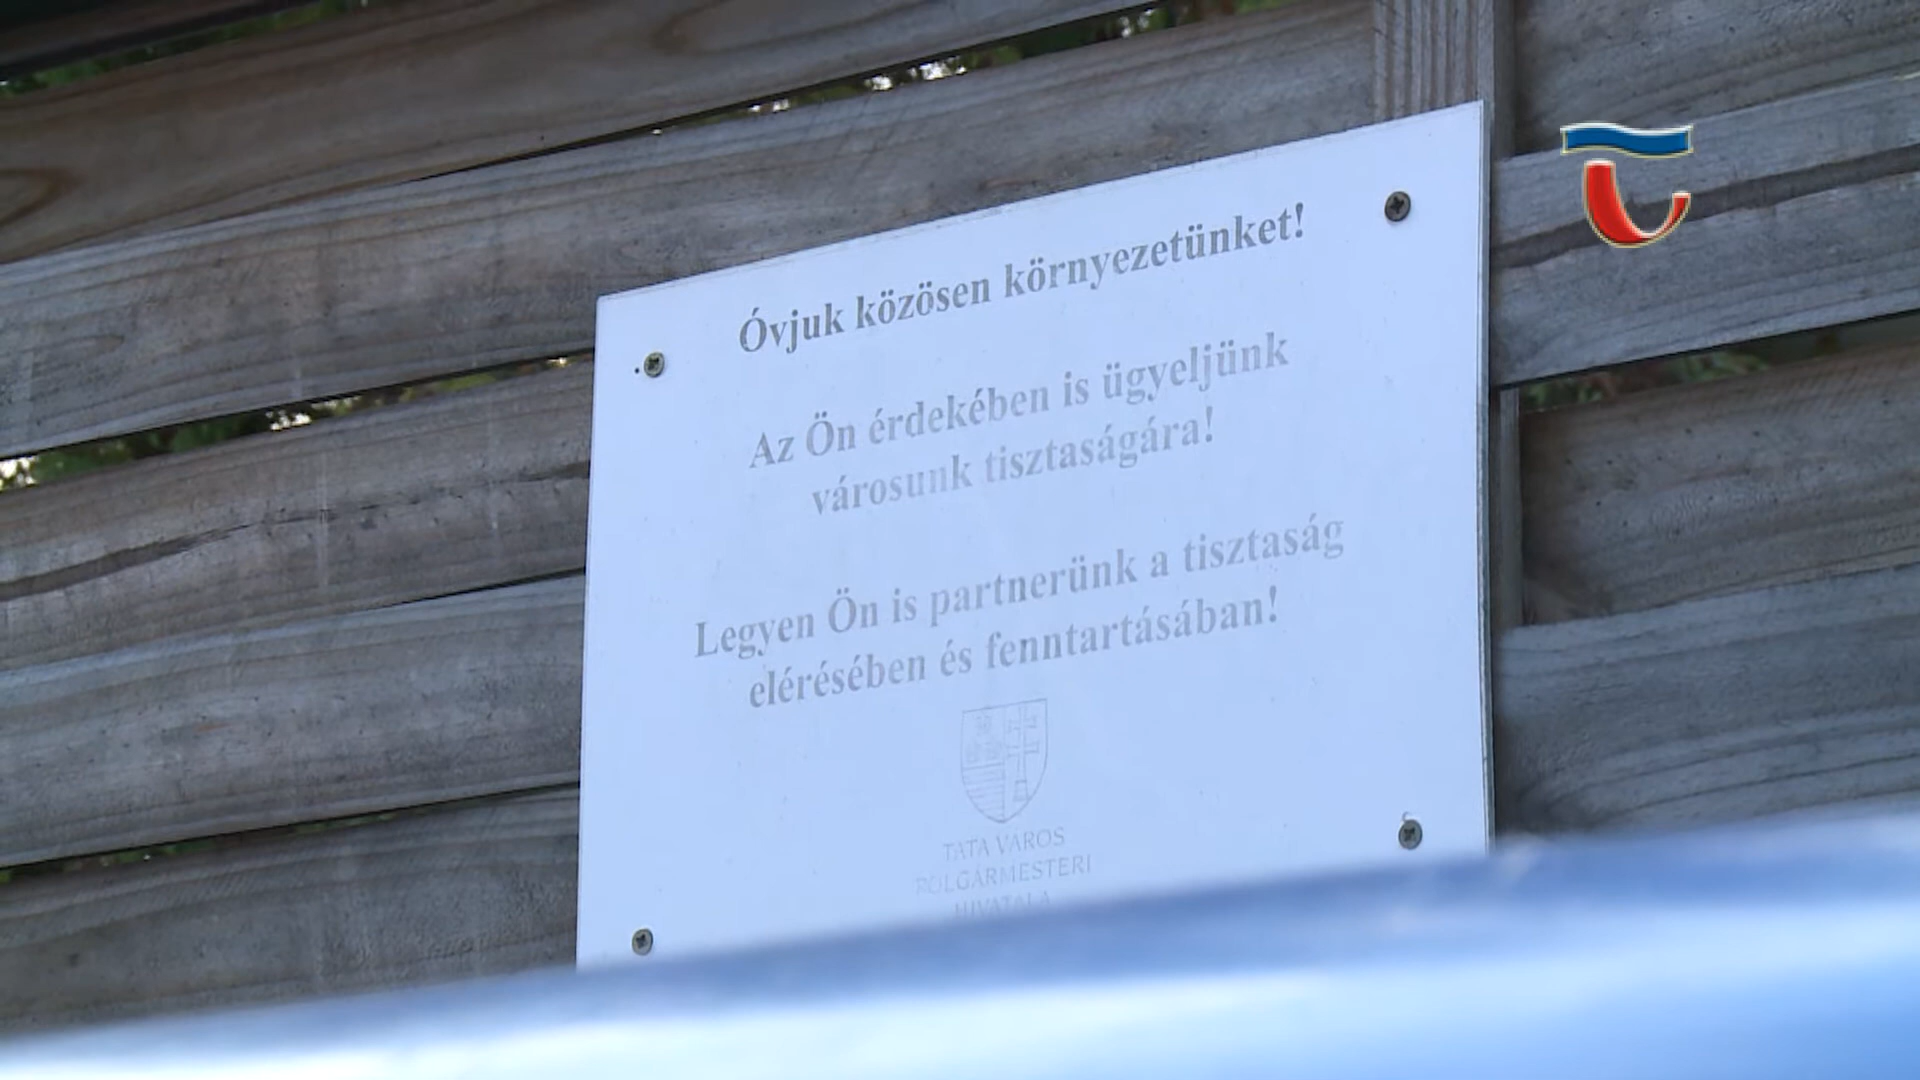 Óvjuk közösen környezetünket!
Az Ön érdekében is ügyeljünk
városunk tisztaságára!
Legyen Ön is partnerünk a tisztaság
elérésében és fenntartásában!
TATA VÁROS
POLGÁRMESTERI
HIVATALA